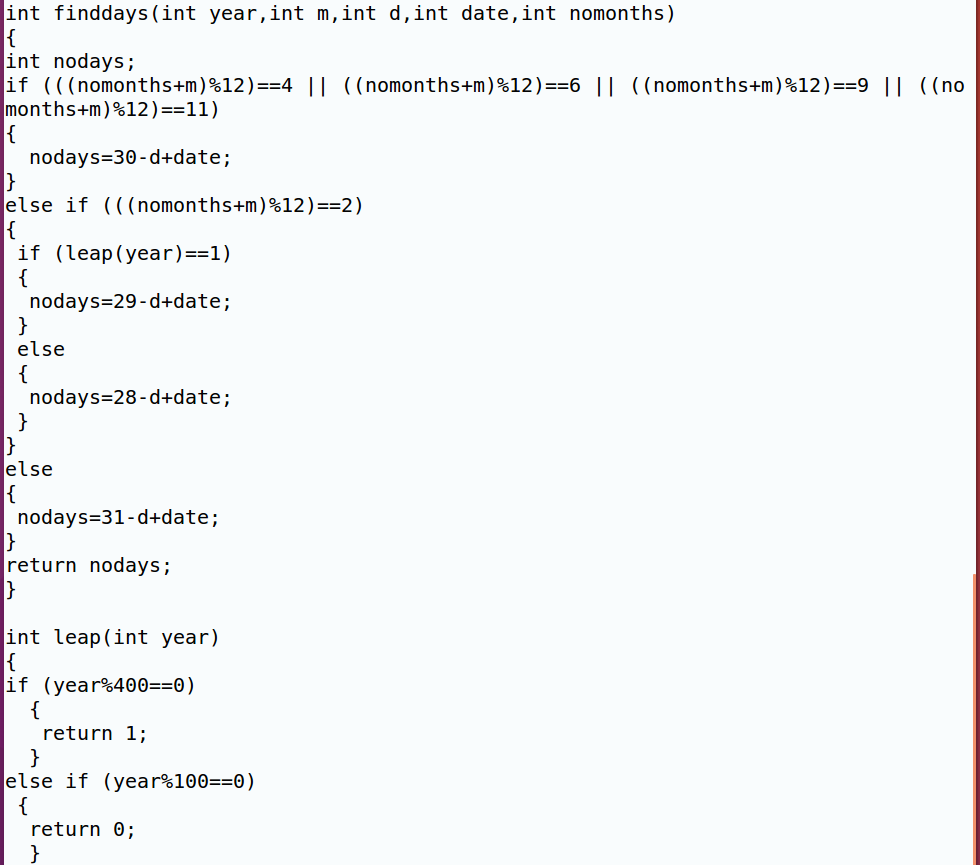 int finddays(int year,int m,int d,int date,int nomonths)
{
int nodays;
if (((nomonths+m)%12)==4 || ((nomonths+m)%12)==6 || ((nomonths+m)%12)==9 || ((no
months+m)%12)==11)
{
  nodays=30-d+date;
}
else if (((nomonths+m)%12)==2)
{
 if (leap(year)==1)
 {
  nodays=29-d+date;
 }
 else
 {
  nodays=28-d+date;
 }
}
else
{
 nodays=31-d+date;
}
return nodays;
}

int leap(int year)
{
if (year%400==0)
  {
   return 1;
  }
else if (year%100==0)
 {
  return 0;
  }